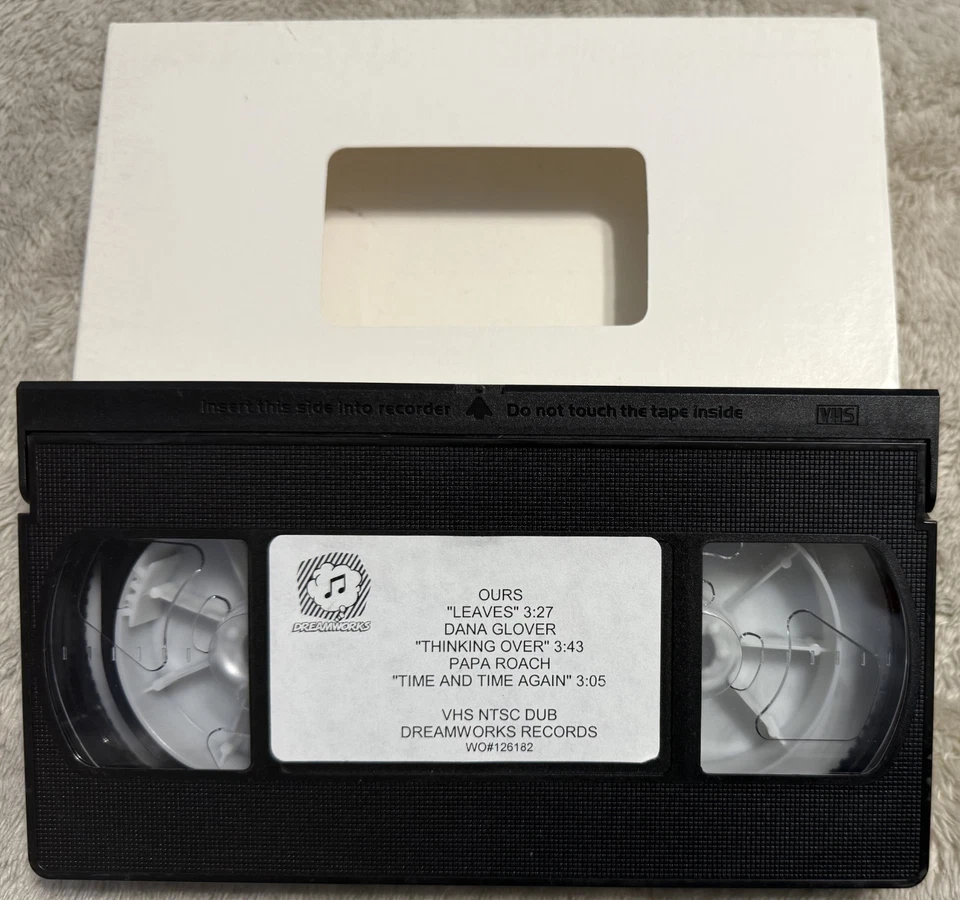 Insert this side into recorder Do not touch the tape inside VHS
DREAMWORKS
OURS
"LEAVES" 3:27
DANA GLOVER
"THINKING OVER" 3:43
PAPA ROACH
"TIME AND TIME AGAIN" 3:05
VHS NTSC DUB
DREAMWORKS RECORDS
WO#126182